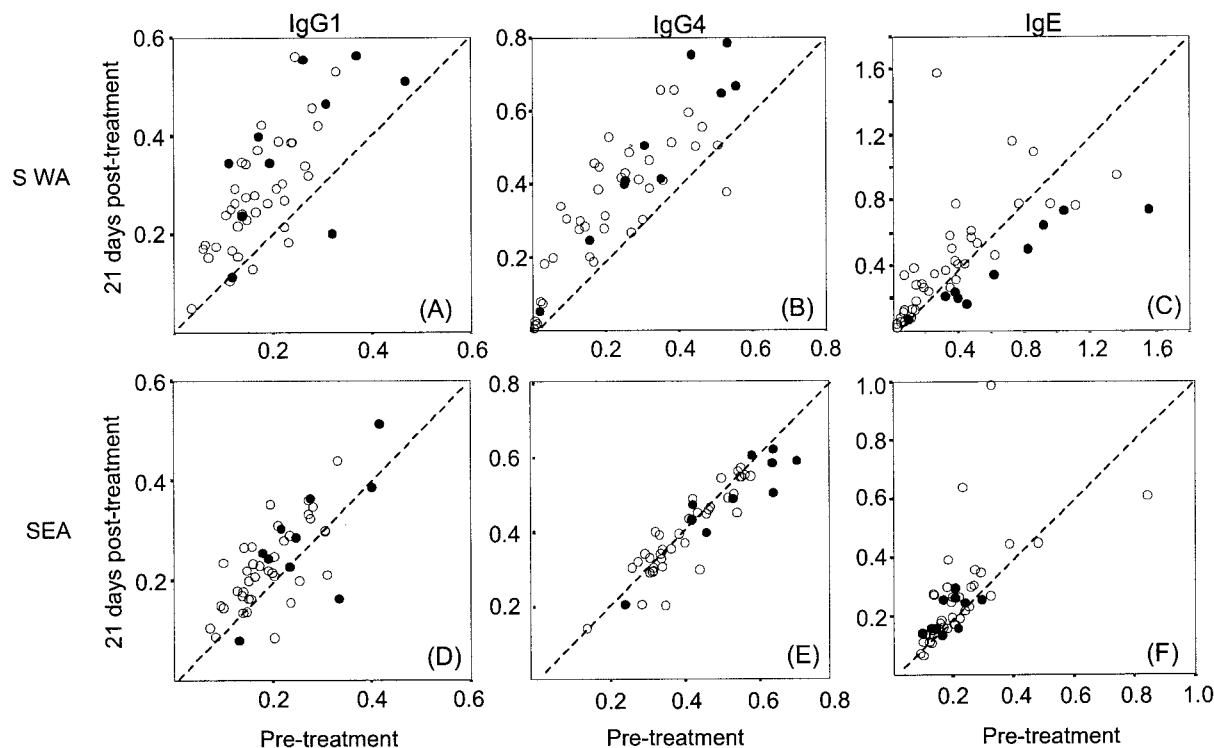 IgG1 IgG4 IgE
S WA
21 days post-treatment
0.6
0.4
0.2
0.2 0.4 0.6
(A)
0.8
0.6
0.4
0.2
0.2 0.4 0.6 0.8
(B)
1.6
1.2
0.8
0.4
0.4 0.8 1.2 1.6
(C)
SEA
21 days post-treatment
0.6
0.4
0.2
0.2 0.4 0.6
(D)
Pre-treatment
0.8
0.6
0.4
0.2
0.2 0.4 0.6 0.8
(E)
Pre-treatment
1.0
0.8
0.6
0.4
0.2
0.2 0.4 0.6 0.8 1.0
(F)
Pre-treatment